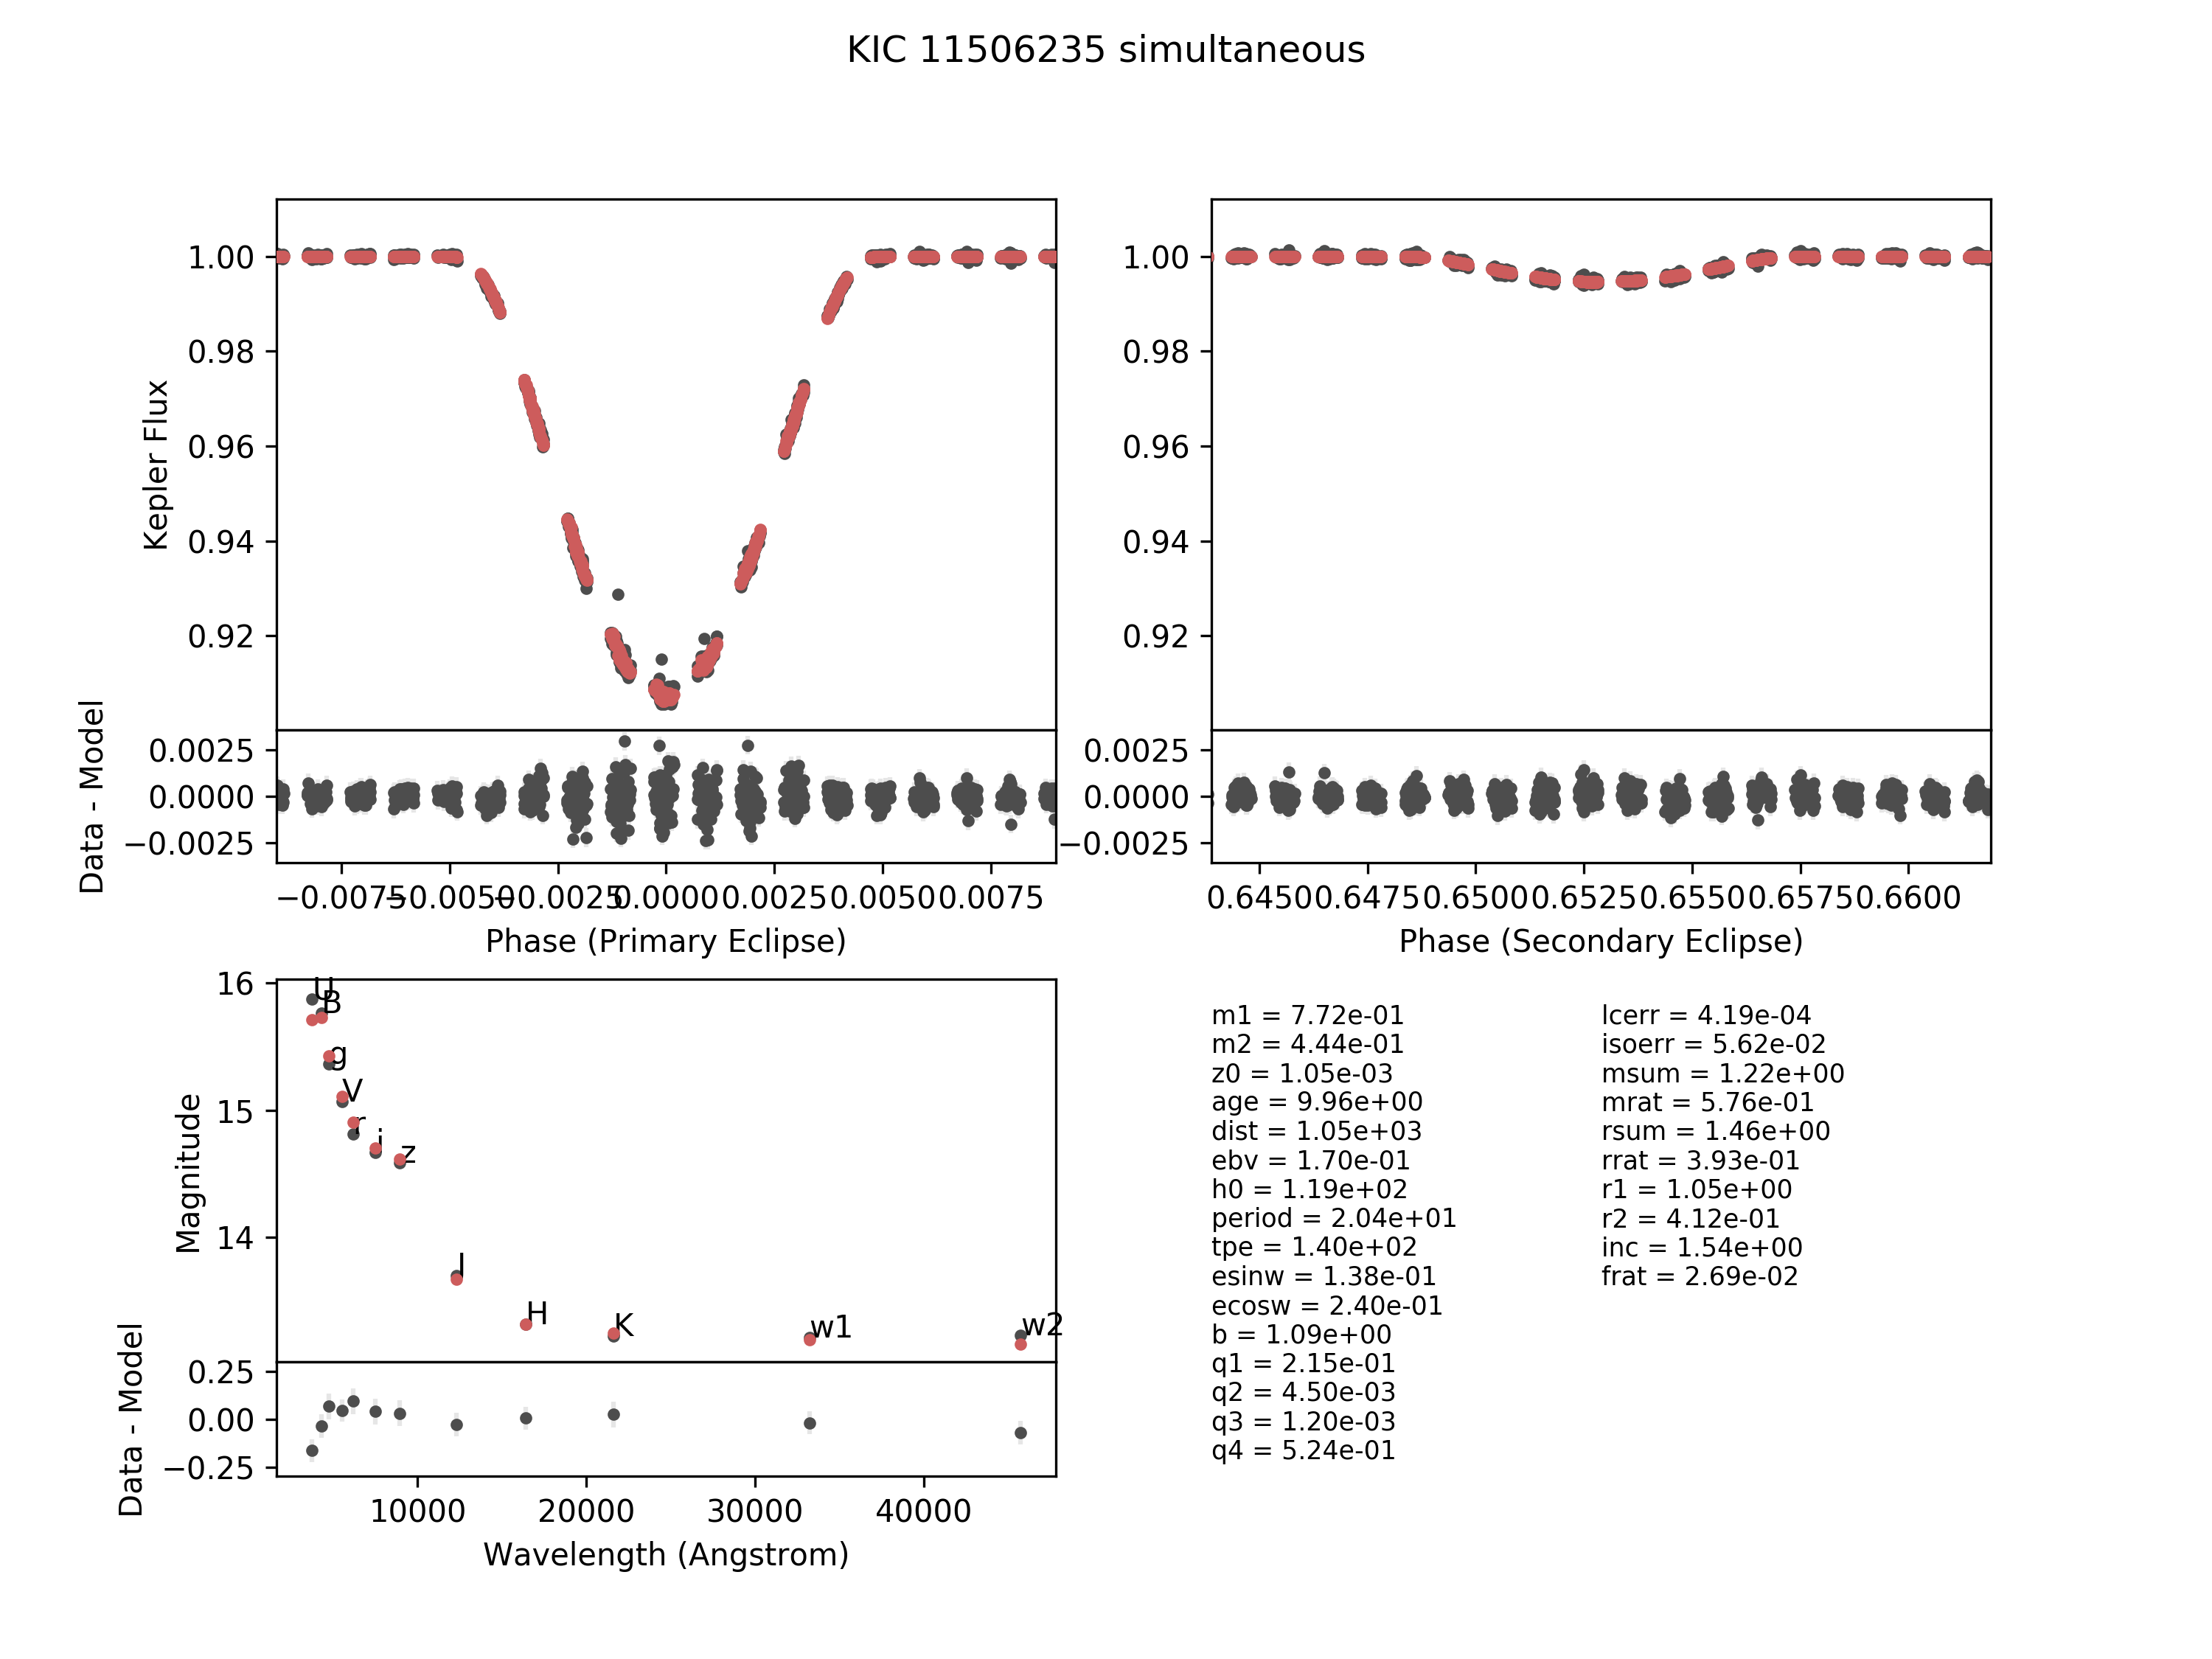 KIC 11506235 simultaneous
1.00
0.98
0.96
0.94
0.92
Kepler Flux
0.0025
0.0000
−0.0025
Data - Model
−0.0075
−0.0050
−0.0025
0.0000
0.0025
0.0050
0.0075
Phase (Primary Eclipse)
1.00
0.98
0.96
0.94
0.92
0.0025
0.0000
−0.0025
0.6450
0.6475
0.6500
0.6525
0.6550
0.6575
0.6600
Phase (Secondary Eclipse)
16
15
14
Magnitude
U
B
g
V
r
i
z
J
H
K
w1
w2
0.25
0.00
−0.25
Data - Model
10000
20000
30000
40000
Wavelength (Angstrom)
m1 = 7.72e-01
m2 = 4.44e-01
z0 = 1.05e-03
age = 9.96e+00
dist = 1.05e+03
ebv = 1.70e-01
h0 = 1.19e+02
period = 2.04e+01
tpe = 1.40e+02
esinw = 1.38e-01
ecosw = 2.40e-01
b = 1.09e+00
q1 = 2.15e-01
q2 = 4.50e-03
q3 = 1.20e-03
q4 = 5.24e-01
lcerr = 4.19e-04
isoerr = 5.62e-02
msum = 1.22e+00
mrat = 5.76e-01
rsum = 1.46e+00
rrat = 3.93e-01
r1 = 1.05e+00
r2 = 4.12e-01
inc = 1.54e+00
frat = 2.69e-02